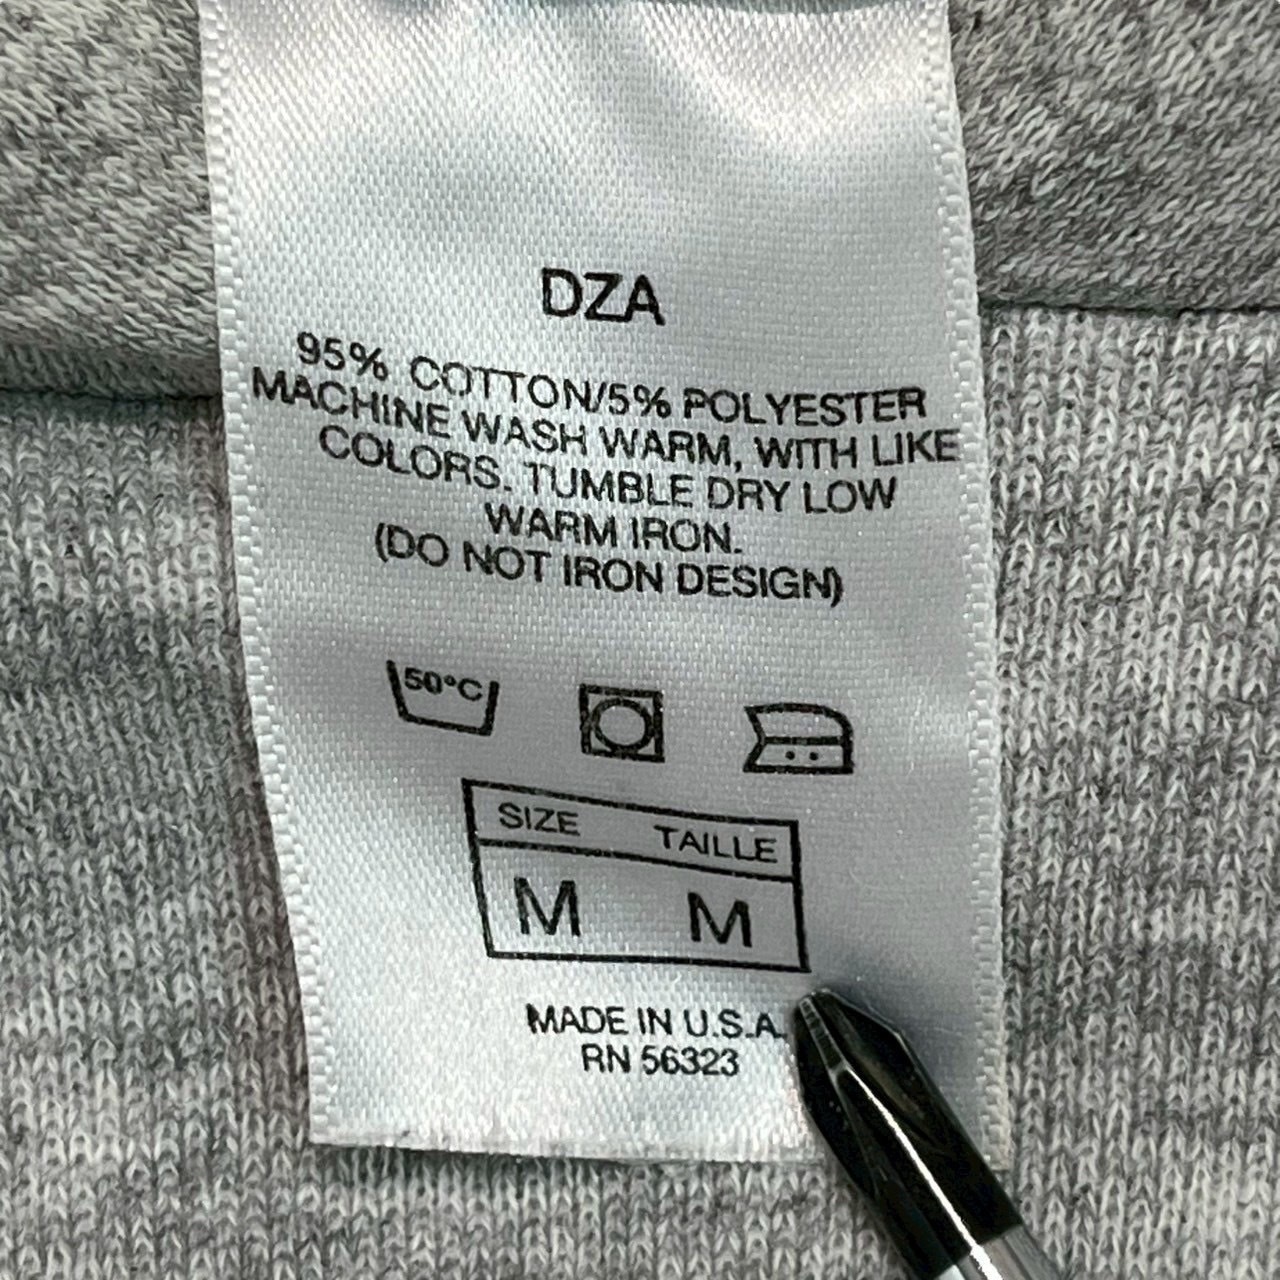 DZA
95% COTTON/5% POLYESTER
MACHINE WASH WARM, WITH LIKE
COLORS. TUMBLE DRY LOW
WARM IRON.
(DO NOT IRON DESIGN)
50°C
SIZE TAILLE
M M
MADE IN U.S.A.
RN 56323